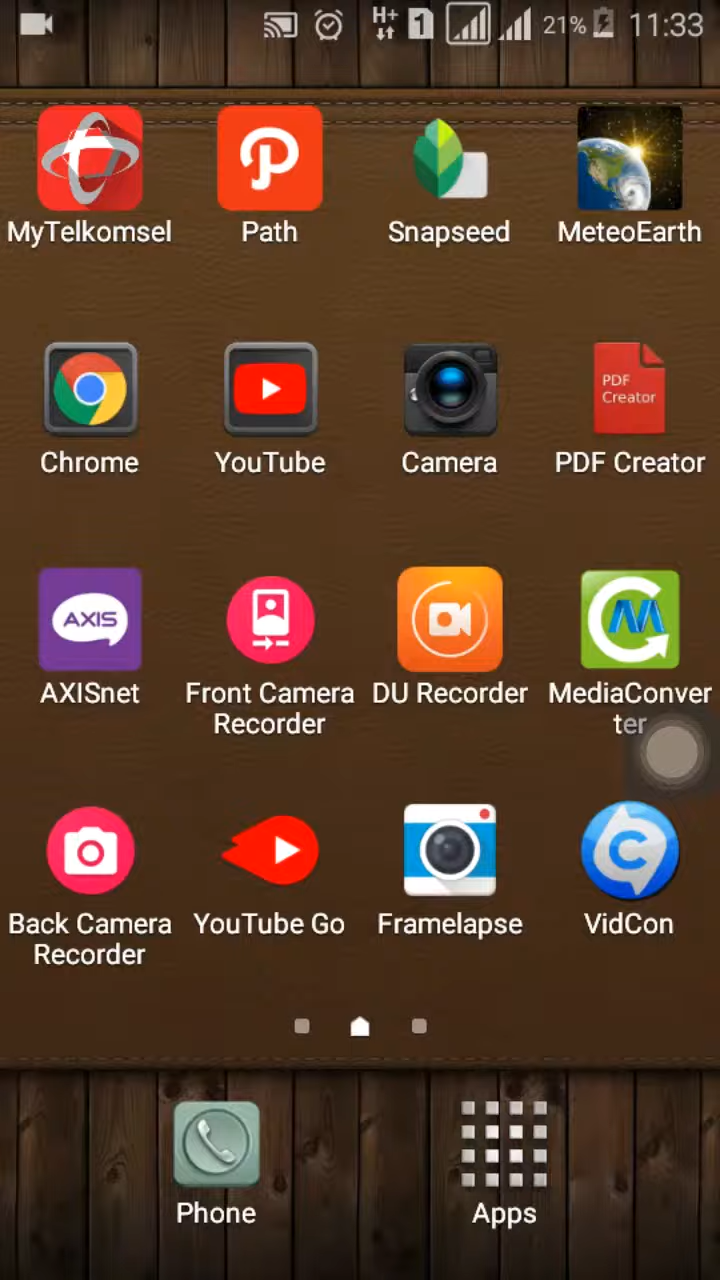 H+ 1 21% 11:33
MyTelkomsel Path Snapseed MeteoEarth
PDF
Creator
Chrome YouTube Camera PDF Creator
AXIS
AXISnet Front Camera DU Recorder MediaConver
Recorder ter
Back Camera YouTube Go Framelapse VidCon
Recorder
Phone Apps